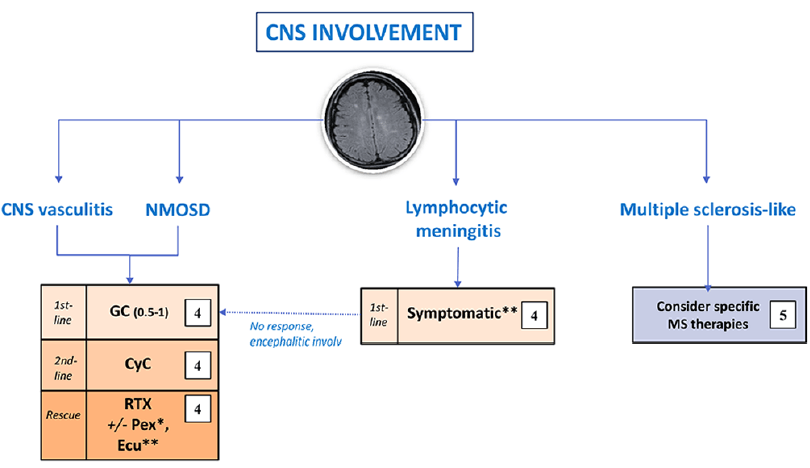 CNS INVOLVEMENT
CNS vasculitis
NMOSD
Lymphocytic
meningitis
Multiple sclerosis-like
1st-
line
GC (0.5-1)
4
No response,
encephalitic involv
1st-
line
Symptomatic**
4
Consider specific
MS therapies
5
2nd-
line
CyC
4
Rescue
RTX
+/- Pex*,
Ecu**
4